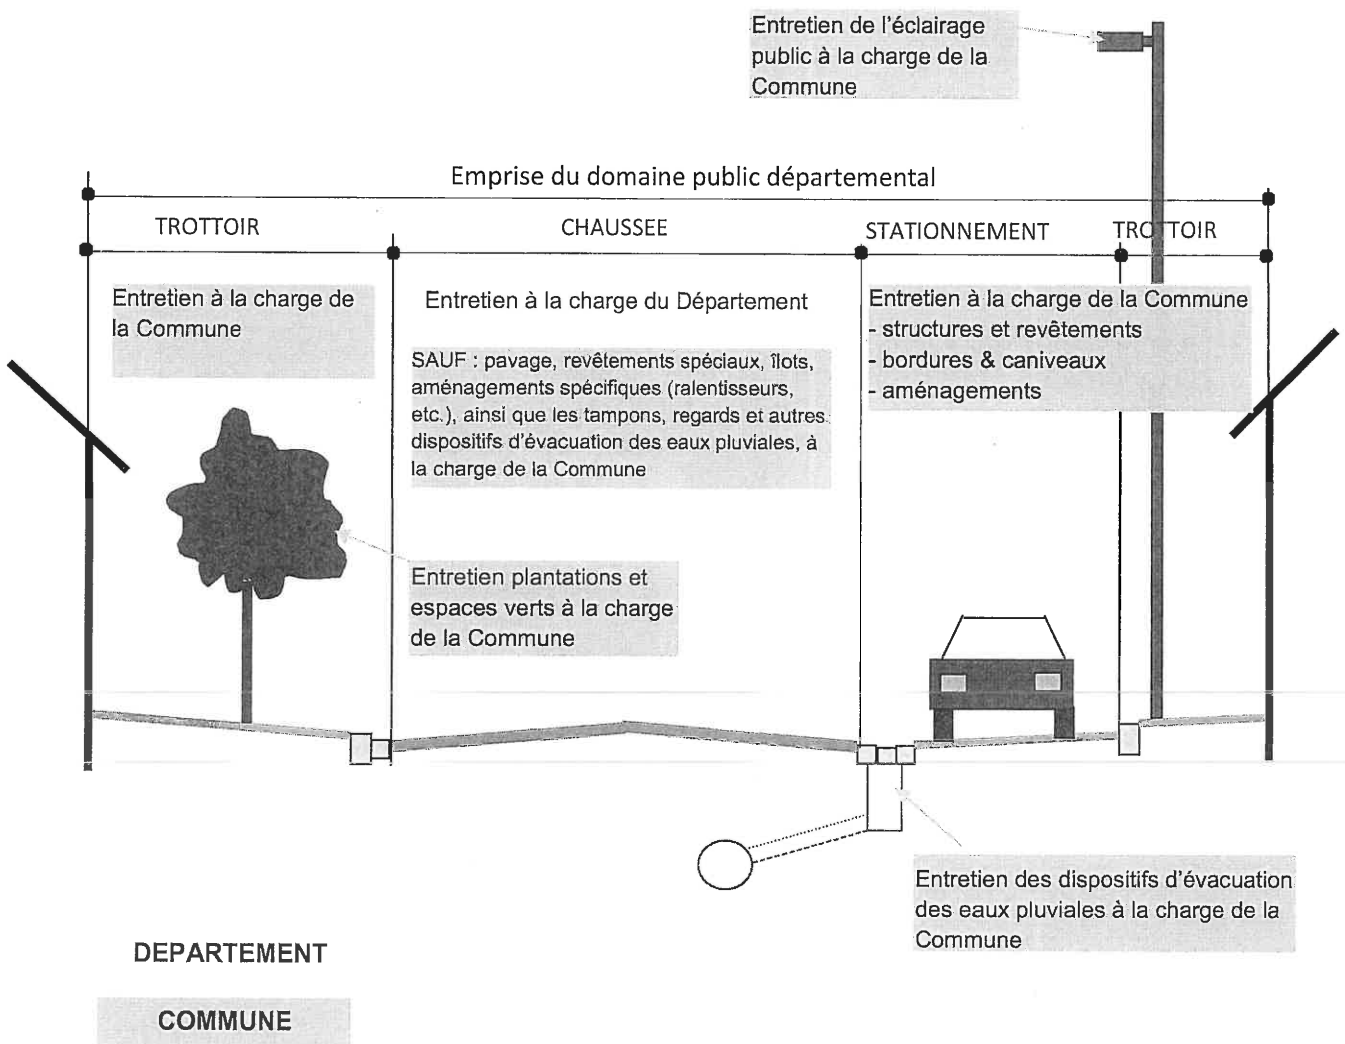 Entretien de l'éclairage
public à la charge de la
Commune
Emprise du domaine public départemental
TROTTOIR
CHAUSSEE
STATIONNEMENT
TROTTOIR
Entretien à la charge de
la Commune
Entretien à la charge du Département
SAUF : pavage, revêtements spéciaux, îlots,
aménagements spécifiques (ralentisseurs,
etc.), ainsi que les tampons, regards et autres
dispositifs d'évacuation des eaux pluviales, à
la charge de la Commune
Entretien à la charge de la Commune
- structures et revêtements
- bordures & caniveaux
- aménagements
Entretien plantations et
espaces verts à la charge
de la Commune
Entretien des dispositifs d'évacuation
des eaux pluviales à la charge de la
Commune
DEPARTEMENT
COMMUNE